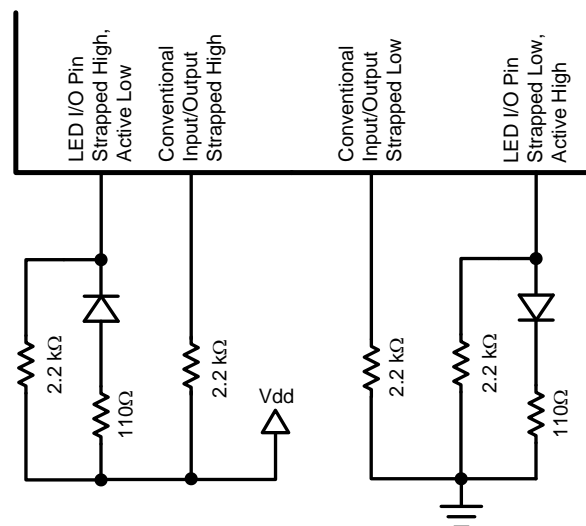 LED I/O Pin
Strapped High,
Active Low
Conventional
Input/Output
Strapped High
Conventional
Input/Output
Strapped Low
LED I/O Pin
Strapped Low,
Active High
2.2 kΩ
110Ω
2.2 kΩ
Vdd
2.2 kΩ
2.2 kΩ
110Ω